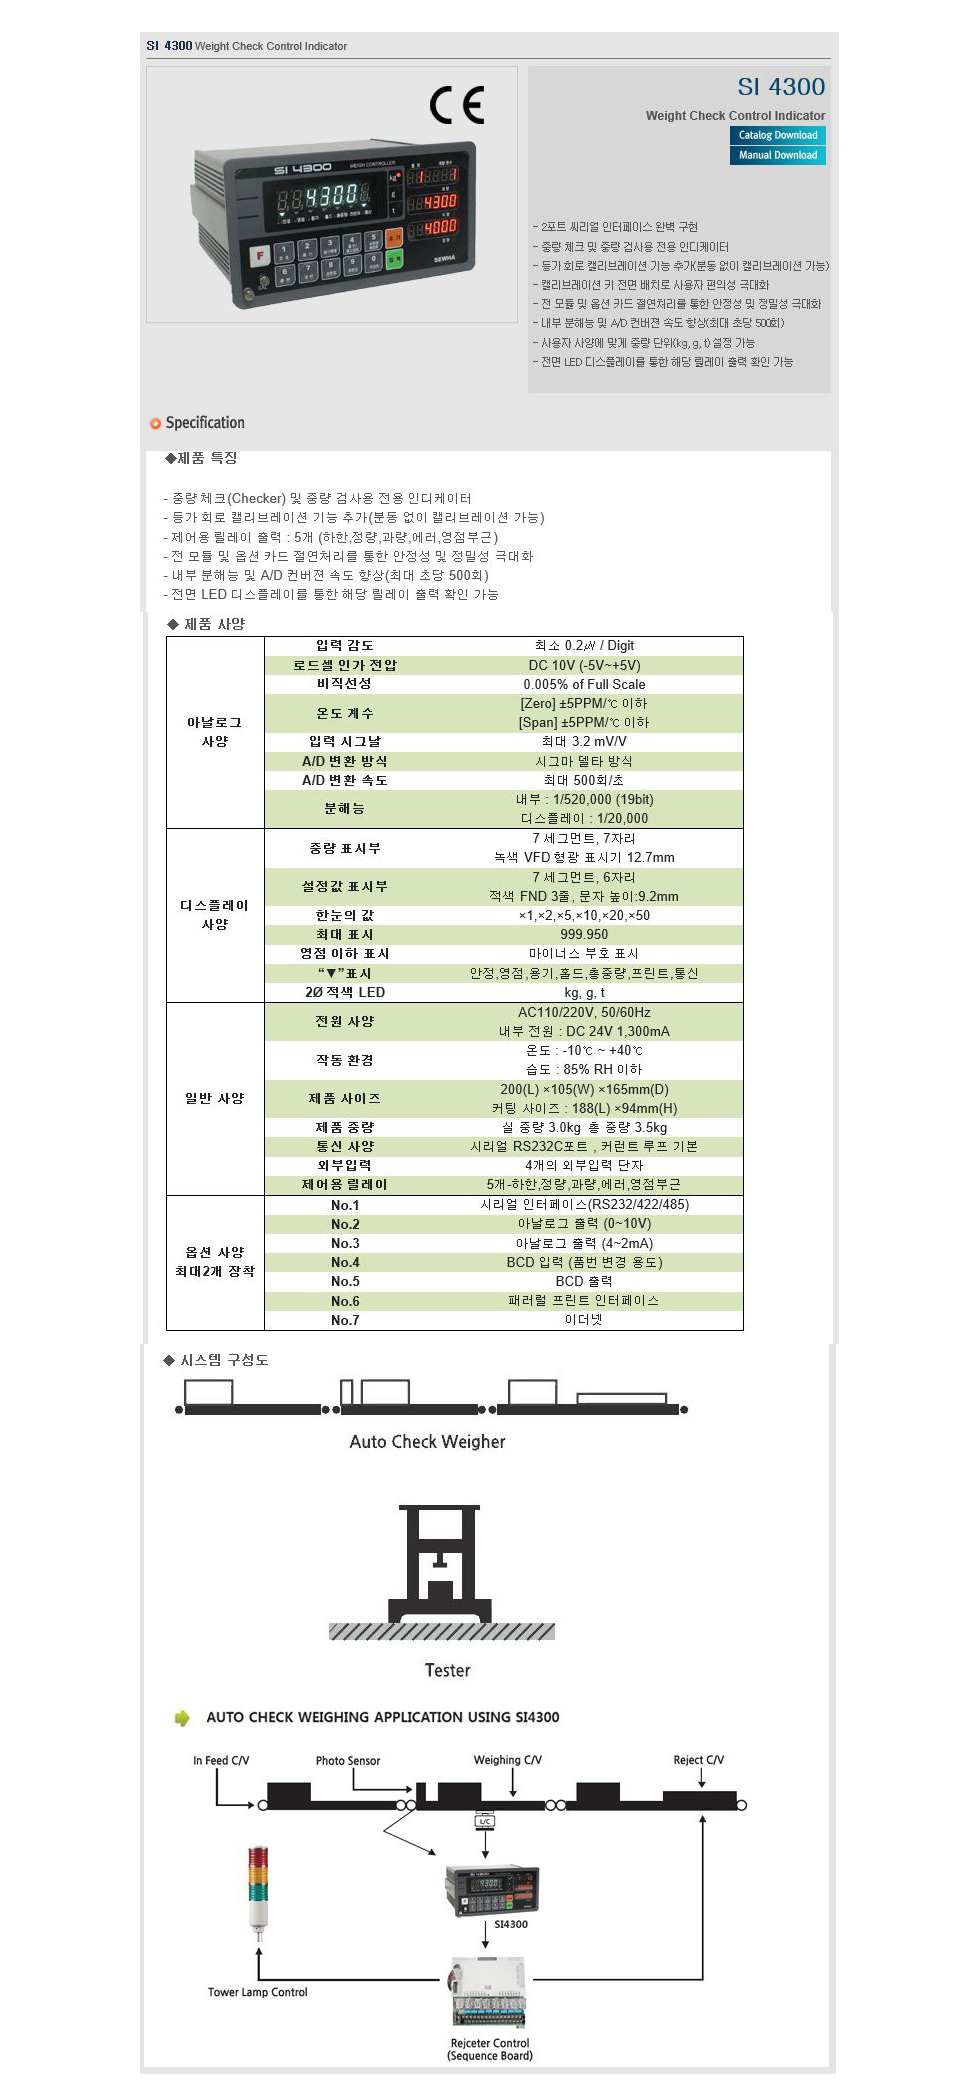 SI 4300 Weight Check Control Indicator
SI 4300
Weight Check Control Indicator
Catalog Download
Manual Download
CE
SI 4300 WEIGH CONTROLLER
4300
4300
4000
kg
g
t
F
1 2 3 4 5
6 7 8 9 0
SEWHA
- 2포트 씨리얼 인터페이스 완벽 구현
- 중량 체크 및 중량 검사용 전용 인디케이터
- 등가 회로 캘리브레이션 기능 추가(분동 없이 캘리브레이션 가능)
- 캘리브레이션 키 전면 배치로 사용자 편의성 극대화
- 전 모듈 및 옵션 카드 절연처리를 통한 안정성 및 정밀성 극대화
- 내부 분해능 및 A/D 컨버젼 속도 향상(최대 초당 500회)
- 사용자 사양에 맞게 중량 단위(kg, g, t) 설정 가능
- 전면 LED 디스플레이를 통한 해당 릴레이 출력 확인 가능
Specification
◆제품 특징
- 중량 체크(Checker) 및 중량 검사용 전용 인디케이터
- 등가 회로 캘리브레이션 기능 추가(분동 없이 캘리브레이션 가능)
- 제어용 릴레이 출력 : 5개 (하한,정량,과량,에러,영점부근)
- 전 모듈 및 옵션 카드 절연처리를 통한 안정성 및 정밀성 극대화
- 내부 분해능 및 A/D 컨버젼 속도 향상(최대 초당 500회)
- 전면 LED 디스플레이를 통한 해당 릴레이 출력 확인 가능
◆ 제품 사양
아날로그
사양
입력 감도 최소 0.2㎶ / Digit
로드셀 인가 전압 DC 10V (-5V~+5V)
비직선성 0.005% of Full Scale
온도 계수 [Zero] ±5PPM/℃ 이하
[Span] ±5PPM/℃ 이하
입력 시그날 최대 3.2 mV/V
A/D 변환 방식 시그마 델타 방식
A/D 변환 속도 최대 500회/초
분해능 내부 : 1/520,000 (19bit)
디스플레이 : 1/20,000
디스플레이
사양
중량 표시부 7 세그먼트, 7자리
녹색 VFD 형광 표시기 12.7mm
설정값 표시부 7 세그먼트, 6자리
적색 FND 3줄, 문자 높이:9.2mm
한눈의 값 ×1,×2,×5,×10,×20,×50
최대 표시 999.950
영점 이하 표시 마이너스 부호 표시
“▼”표시 안정,영점,용기,홀드,총중량,프린트,통신
2Ø 적색 LED kg, g, t
일반 사양
전원 사양 AC110/220V, 50/60Hz
내부 전원 : DC 24V 1,300mA
작동 환경 온도 : -10℃ ~ +40℃
습도 : 85% RH 이하
제품 사이즈 200(L) ×105(W) ×165mm(D)
커팅 사이즈 : 188(L) ×94mm(H)
제품 중량 실 중량 3.0kg 총 중량 3.5kg
통신 사양 시리얼 RS232C포트 , 커런트 루프 기본
외부입력 4개의 외부입력 단자
제어용 릴레이 5개-하한,정량,과량,에러,영점부근
옵션 사양
최대2개 장착
No.1 시리얼 인터페이스(RS232/422/485)
No.2 아날로그 출력 (0~10V)
No.3 아날로그 출력 (4~2mA)
No.4 BCD 입력 (품번 변경 용도)
No.5 BCD 출력
No.6 패러럴 프린트 인터페이스
No.7 이더넷
◆ 시스템 구성도
Auto Check Weigher
Tester
AUTO CHECK WEIGHING APPLICATION USING SI4300
In Feed C/V
Photo Sensor
Weighing C/V
Reject C/V
L/C
SI4300
Tower Lamp Control
Rejceter Control
(Sequence Board)